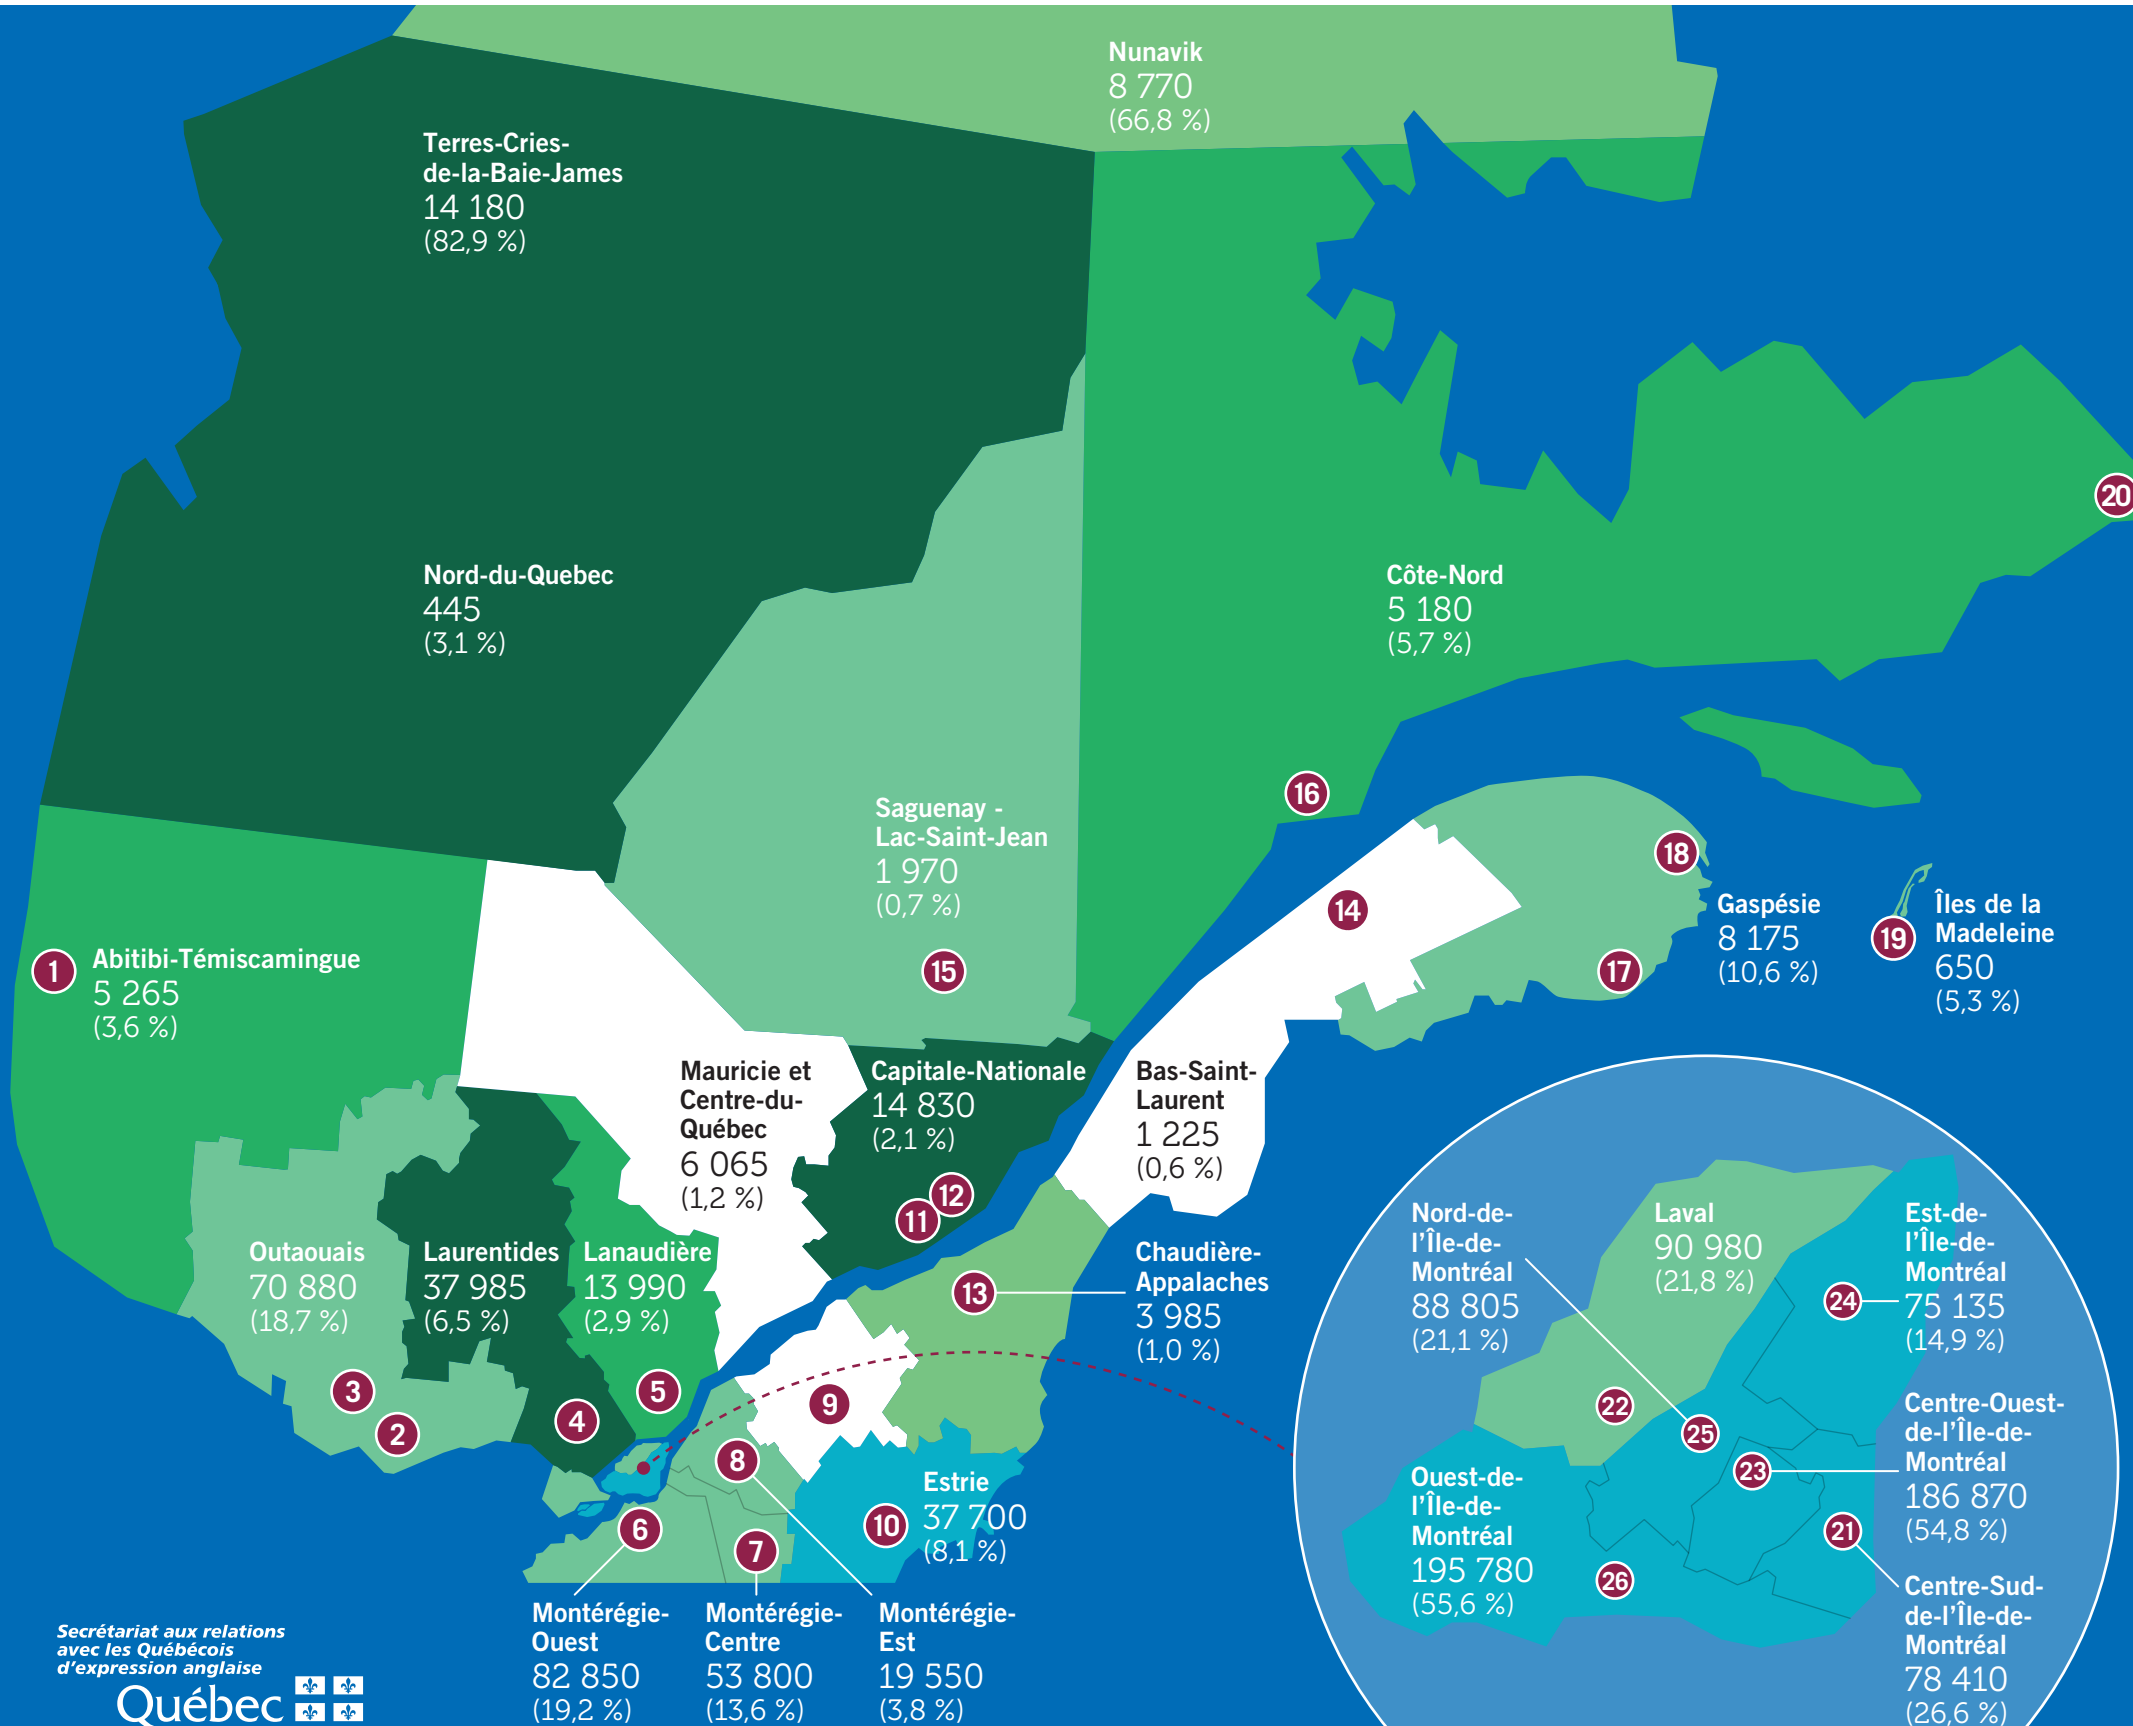 Nunavik
8 770
(66,8 %)
Terres-Cries-
de-la-Baie-James
14 180
(82,9 %)
Nord-du-Quebec
445
(3,1 %)
Côte-Nord
5 180
(5,7 %)
20
16
Saguenay -
Lac-Saint-Jean
1 970
(0,7 %)
15
14
18
17
Gaspésie
8 175
(10,6 %)
19
Îles de la
Madeleine
650
(5,3 %)
1
Abitibi-Témiscamingue
5 265
(3,6 %)
Mauricie et
Centre-du-
Québec
6 065
(1,2 %)
Capitale-Nationale
14 830
(2,1 %)
12
11
Bas-Saint-
Laurent
1 225
(0,6 %)
Outaouais
70 880
(18,7 %)
3
2
Laurentides
37 985
(6,5 %)
4
Lanaudière
13 990
(2,9 %)
5
13
Chaudière-
Appalaches
3 985
(1,0 %)
9
8
6
7
10
Estrie
37 700
(8,1 %)
Montérégie-
Ouest
82 850
(19,2 %)
Montérégie-
Centre
53 800
(13,6 %)
Montérégie-
Est
19 550
(3,8 %)
Nord-de-
l'Île-de-
Montréal
88 805
(21,1 %)
Laval
90 980
(21,8 %)
Est-de-
l'Île-de-
Montréal
75 135
(14,9 %)
24
22
25
23
Centre-Ouest-
de-l'Île-de-
Montréal
186 870
(54,8 %)
Ouest-de-
l'Île-de-
Montréal
195 780
(55,6 %)
26
21
Centre-Sud-
de-l'Île-de-
Montréal
78 410
(26,6 %)
Secrétariat aux relations
avec les Québécois
d'expression anglaise
Québec